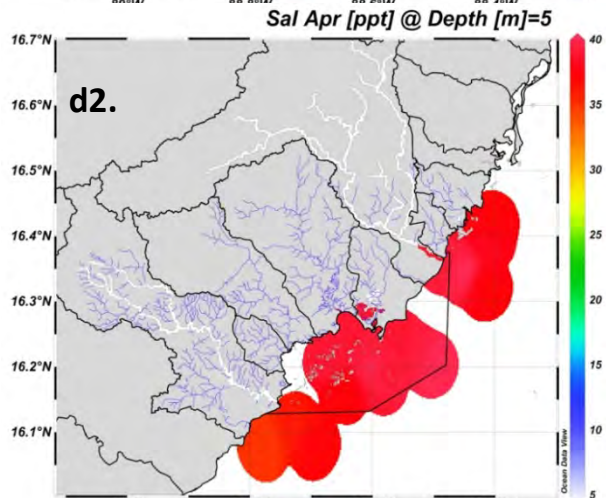 Sal Apr [ppt] @ Depth [m]=5
d2.
16.7°N
16.6°N
16.5°N
16.4°N
16.3°N
16.2°N
16.1°N
40
35
30
25
20
15
10
5
Ocean Data View